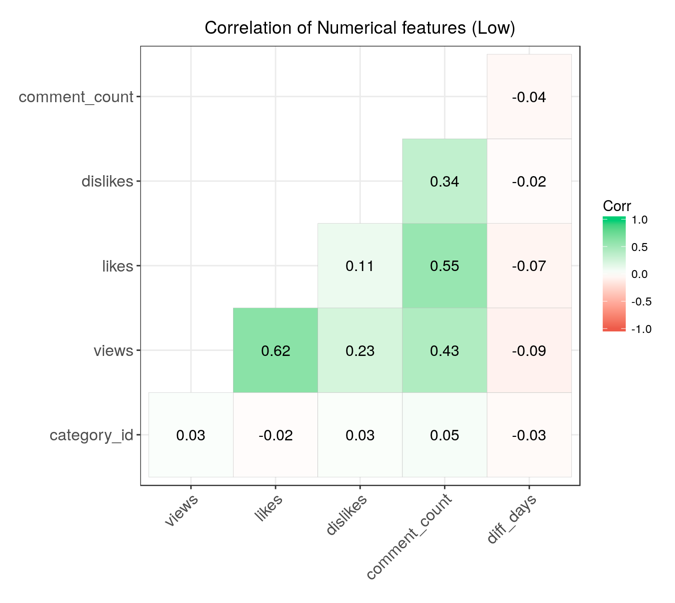 Correlation of Numerical features (Low)
comment_count -0.04
dislikes 0.34 -0.02
likes 0.11 0.55 -0.07
views 0.62 0.23 0.43 -0.09
category_id 0.03 -0.02 0.03 0.05 -0.03
views likes dislikes comment_count diff_days
Corr
1.0
0.5
0.0
-0.5
-1.0